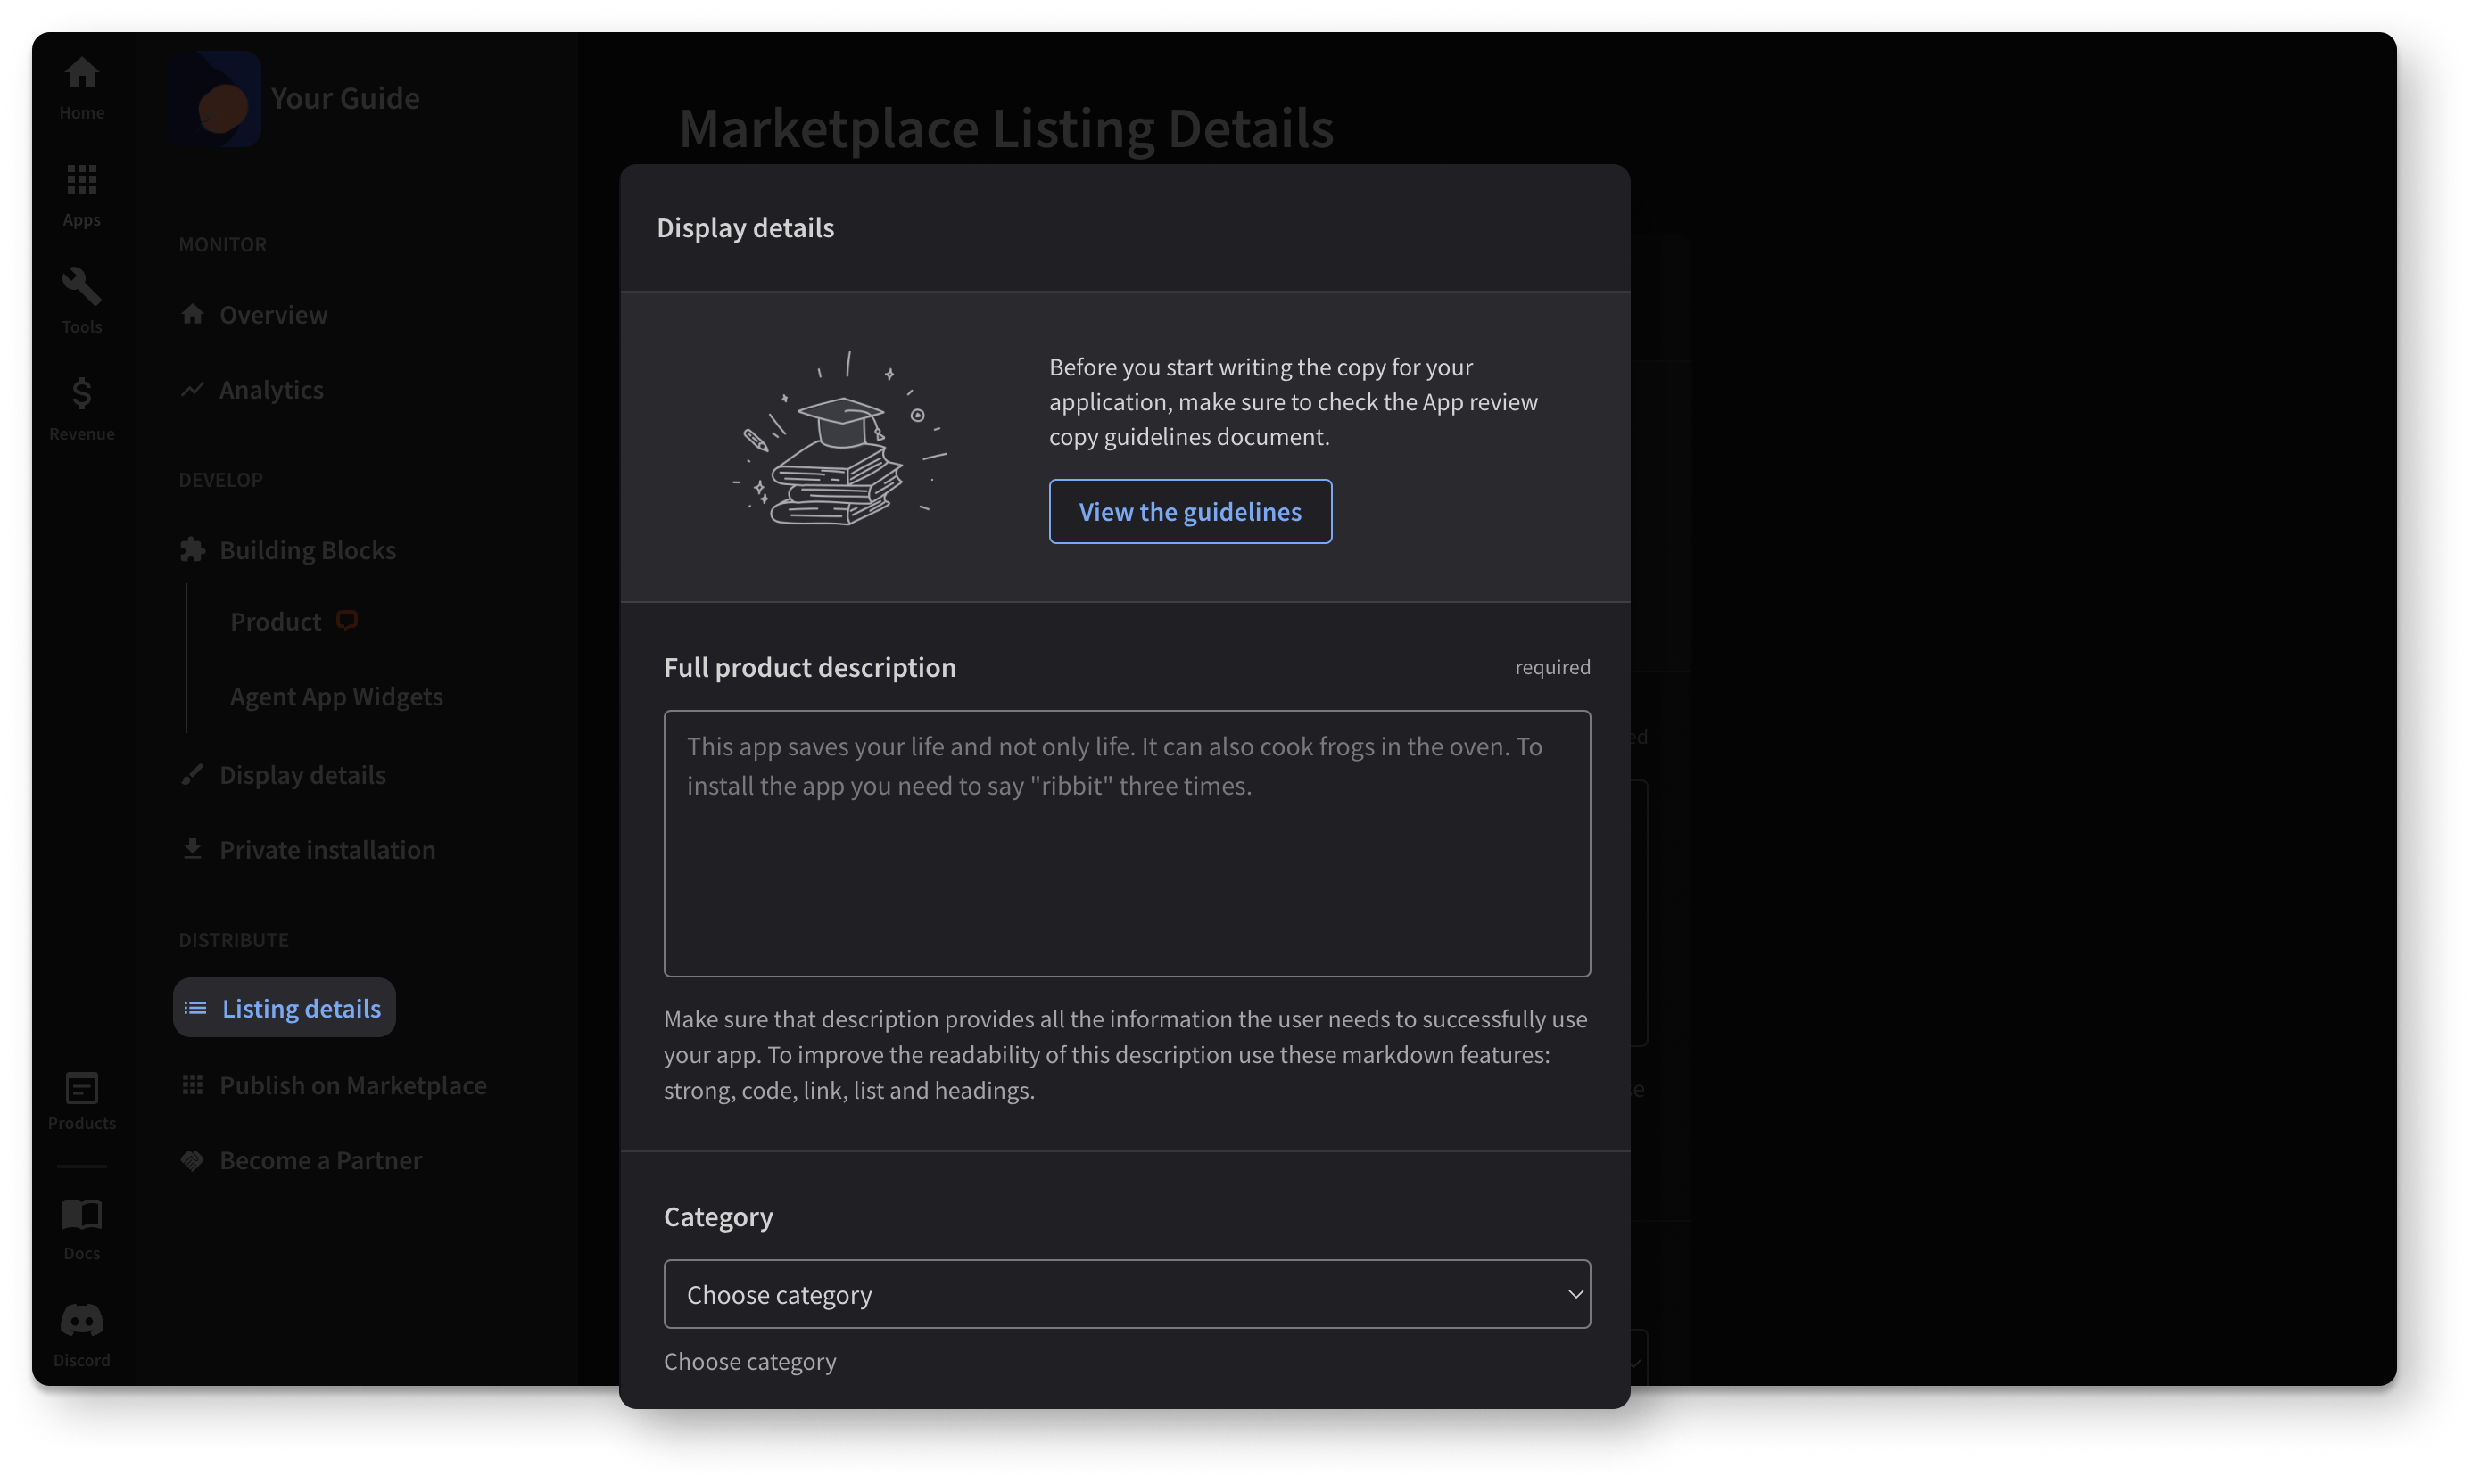 Home
Apps
Tools
Revenue
Products
Docs
Discord
Your Guide
MONITOR
Overview
Analytics
DEVELOP
Building Blocks
Product
Agent App Widgets
Display details
Private installation
DISTRIBUTE
Listing details
Publish on Marketplace
Become a Partner
Marketplace Listing Details
Display details
Before you start writing the copy for your
application, make sure to check the App review
copy guidelines document.
View the guidelines
Full product description
required
This app saves your life and not only life. It can also cook frogs in the oven. To
install the app you need to say "ribbit" three times.
Make sure that description provides all the information the user needs to successfully use
your app. To improve the readability of this description use these markdown features:
strong, code, link, list and headings.
Category
Choose category
Choose category